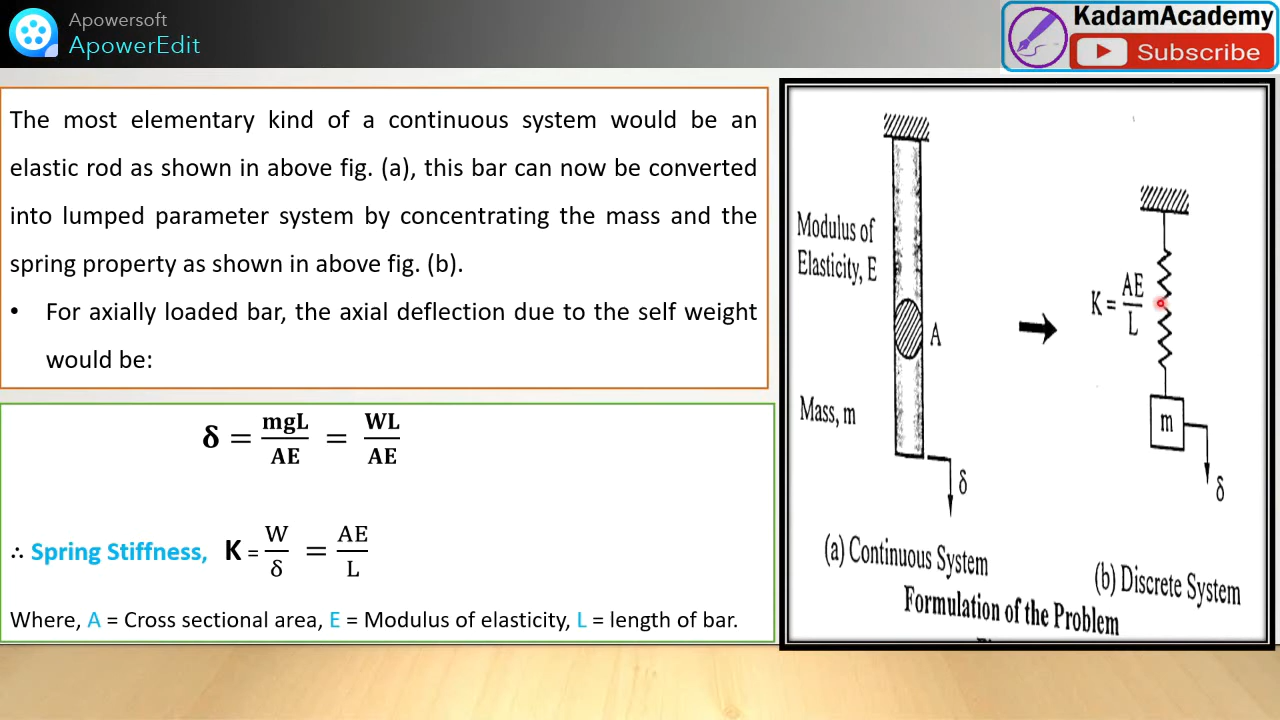 Apowersoft
ApowerEdit
KadamAcademy
Subscribe
The most elementary kind of a continuous system would be an
elastic rod as shown in above fig. (a), this bar can now be converted
into lumped parameter system by concentrating the mass and the
spring property as shown in above fig. (b).
• For axially loaded bar, the axial deflection due to the self weight
would be:
δ = mgL/AE = WL/AE
∴ Spring Stiffness, K = W/δ = AE/L
Where, A = Cross sectional area, E = Modulus of elasticity, L = length of bar.
Modulus of
Elasticity, E
A
Mass, m
δ
K = AE/L
m
δ
(a) Continuous System
(b) Discrete System
Formulation of the Problem